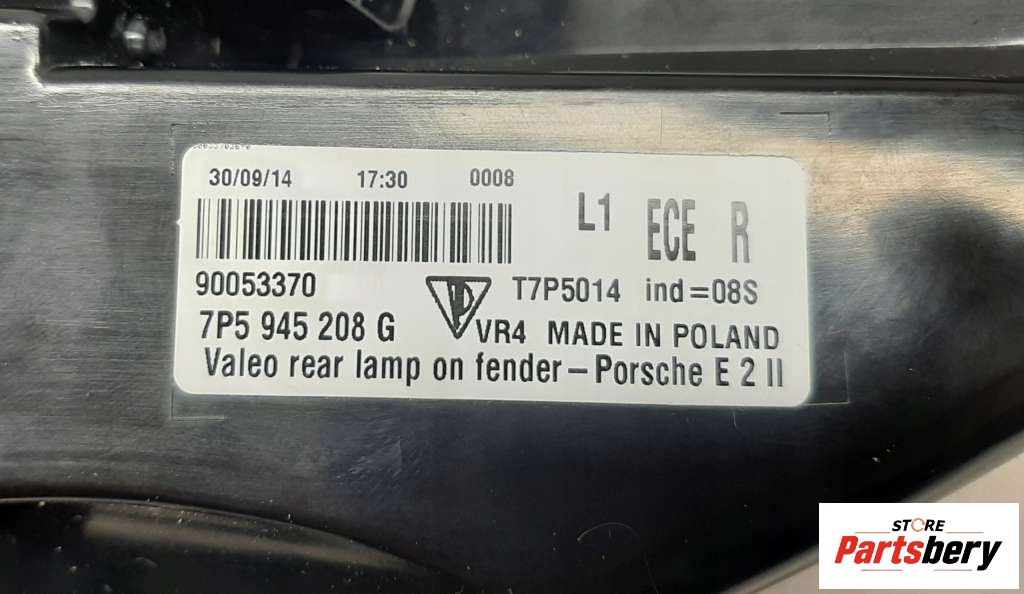 30/09/14 17:30 0008
L1 ECE R
90053370 T7P5014 ind=08S
7P5 945 208 G VR4 MADE IN POLAND
Valeo rear lamp on fender – Porsche E 2 II
STORE
Partsbery